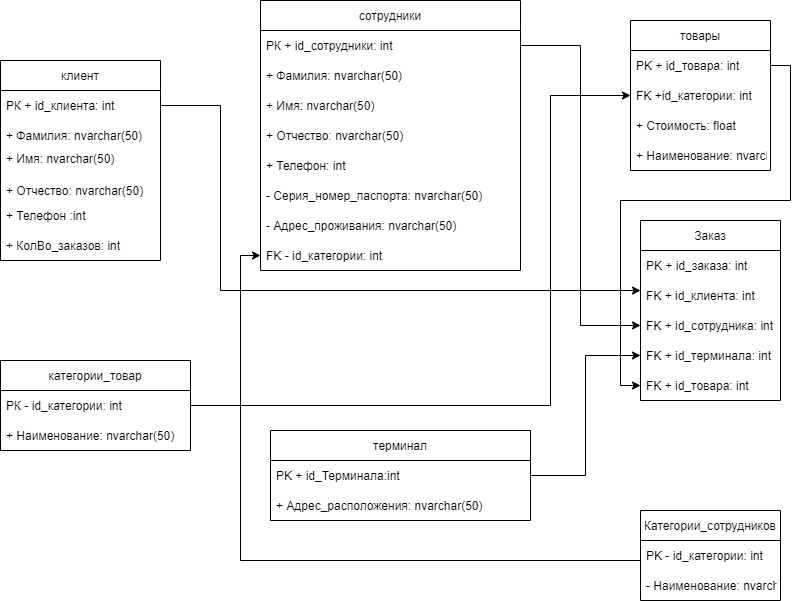 сотрудники
PK + id_сотрудники: int
+ Фамилия: nvarchar(50)
+ Имя: nvarchar(50)
+ Отчество: nvarchar(50)
+ Телефон: int
- Серия_номер_паспорта: nvarchar(50)
- Адрес_проживания: nvarchar(50)
FK - id_категории: int
товары
PK + id_товара: int
FK +id_категории: int
+ Стоимость: float
+ Наименование: nvarc
клиент
PK + id_клиента: int
+ Фамилия: nvarchar(50)
+ Имя: nvarchar(50)
+ Отчество: nvarchar(50)
+ Телефон :int
+ КолВо_заказов: int
Заказ
PK + id_заказа: int
FK + id_клиента: int
FK + id_сотрудника: int
FK + id_терминала: int
FK + id_товара: int
категории_товар
PK - id_категории: int
+ Наименование: nvarchar(50)
терминал
PK + id_Терминала:int
+ Адрес_расположения: nvarchar(50)
Категории_сотрудников
PK - id_категории: int
- Наименование: nvarch